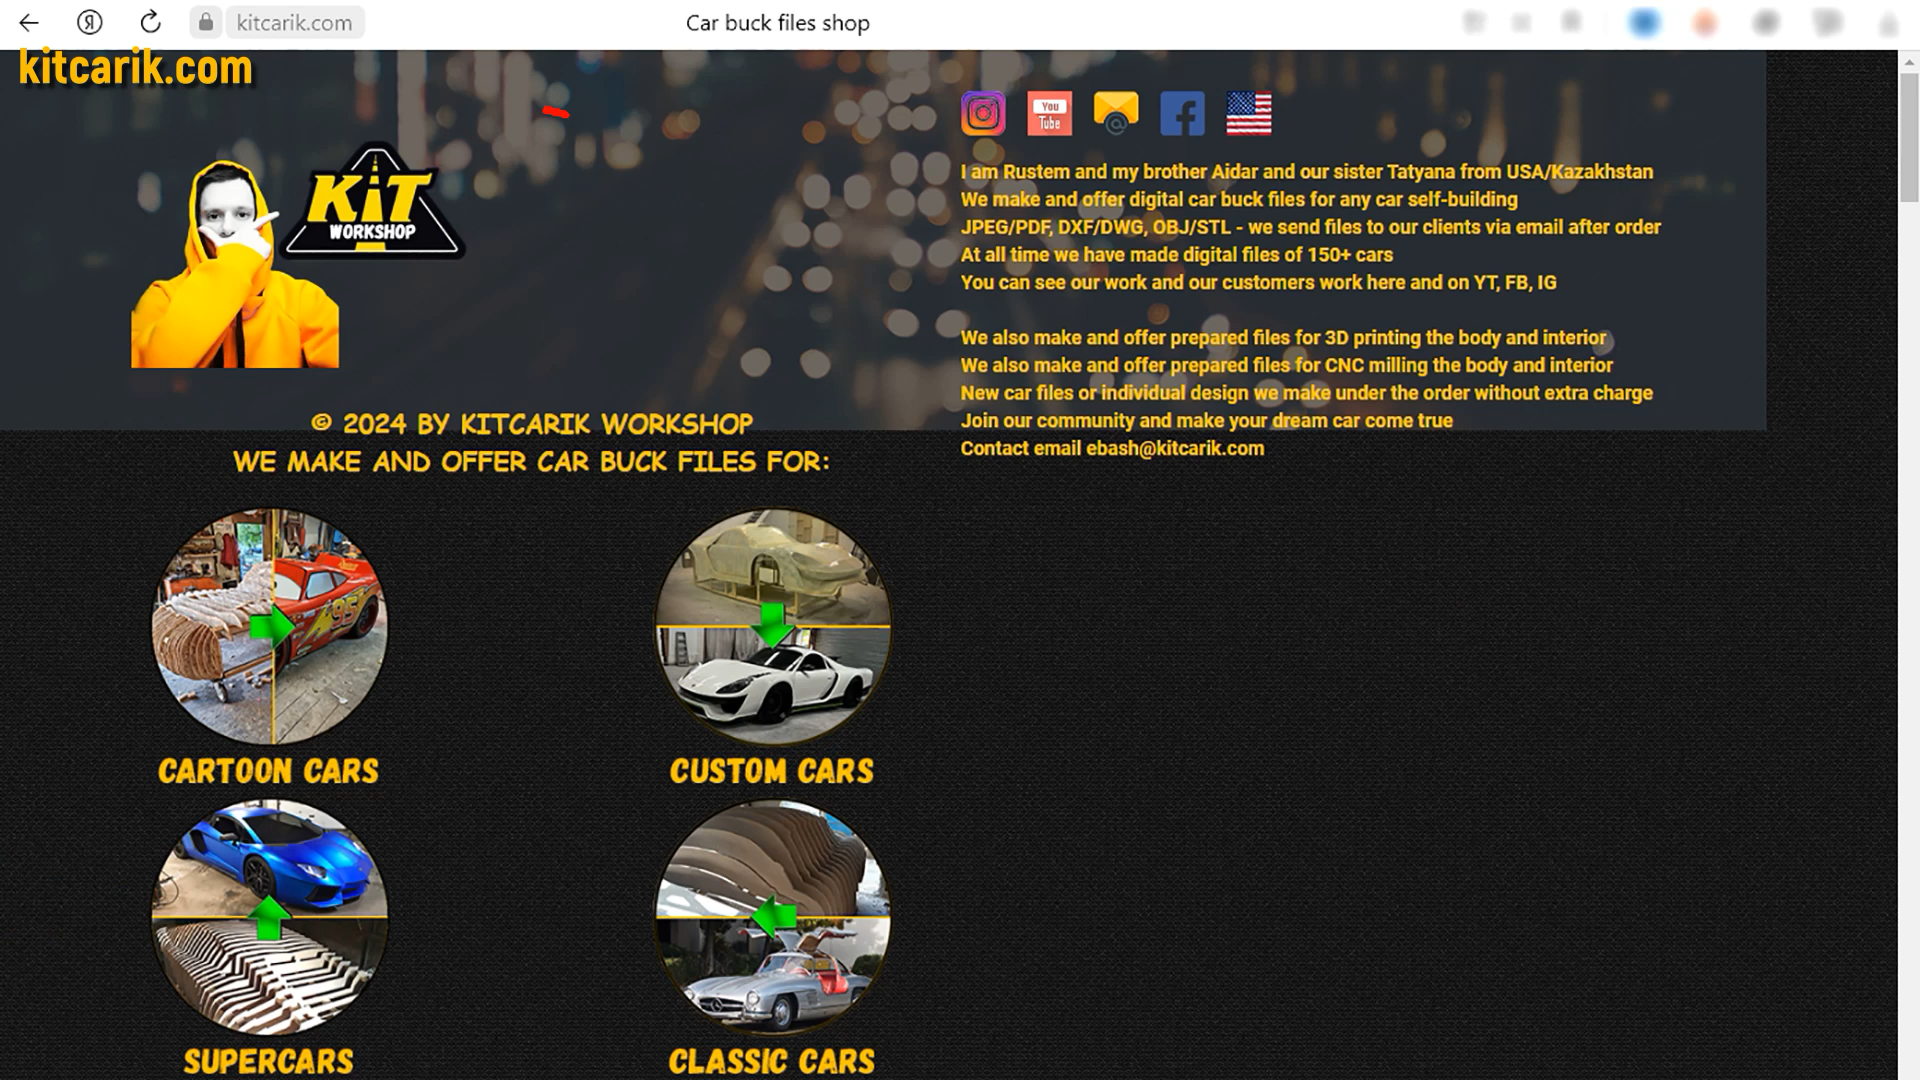 kitcarik.com
Car buck files shop
kitcarik.com
KiT
WORKSHOP
You
Tube
I am Rustem and my brother Aidar and our sister Tatyana from USA/Kazakhstan
We make and offer digital car buck files for any car self-building
JPEG/PDF, DXF/DWG, OBJ/STL - we send files to our clients via email after order
At all time we have made digital files of 150+ cars
You can see our work and our customers work here and on YT, FB, IG
We also make and offer prepared files for 3D printing the body and interior
We also make and offer prepared files for CNC milling the body and interior
New car files or individual design we make under the order without extra charge
Join our community and make your dream car come true
Contact email ebash@kitcarik.com
© 2024 BY KITCARIK WORKSHOP
WE MAKE AND OFFER CAR BUCK FILES FOR:
95
CARTOON CARS
CUSTOM CARS
SUPERCARS
CLASSIC CARS